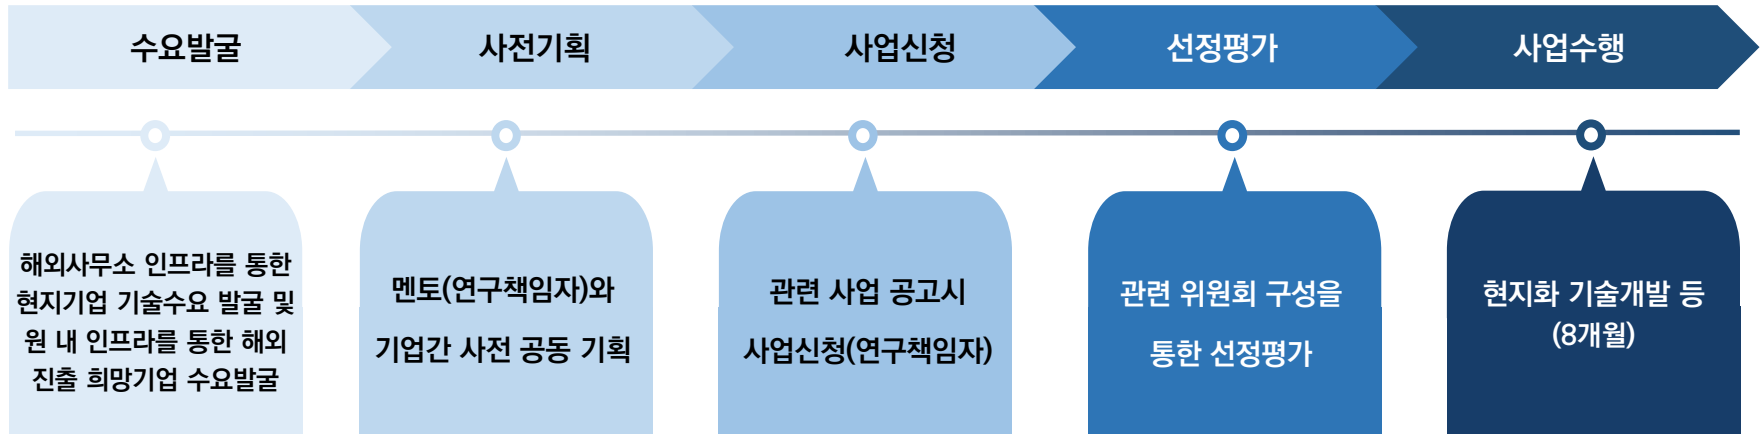 수요발굴
사전기획
사업신청
선정평가
사업수행
해외사무소 인프라를 통한
현지기업 기술수요 발굴 및
원 내 인프라를 통한 해외
진출 희망기업 수요발굴
멘토(연구책임자)와
기업간 사전 공동 기획
관련 사업 공고시
사업신청(연구책임자)
관련 위원회 구성을
통한 선정평가
현지화 기술개발 등
(8개월)